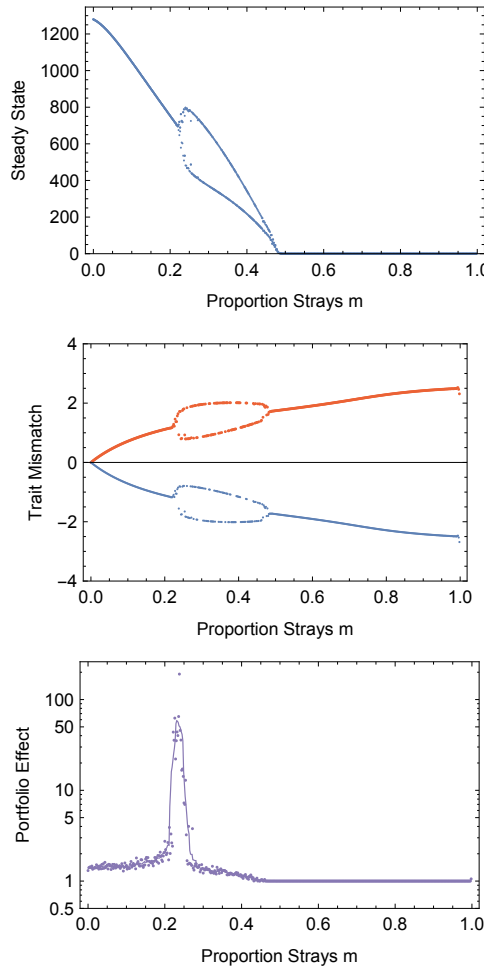 Steady State
1200
1000
800
600
400
200
0
0.0 0.2 0.4 0.6 0.8 1.0
Proportion Strays m
Trait Mismatch
4
2
0
−2
−4
0.0 0.2 0.4 0.6 0.8 1.0
Proportion Strays m
Portfolio Effect
100
50
10
5
1
0.5
0.0 0.2 0.4 0.6 0.8 1.0
Proportion Strays m